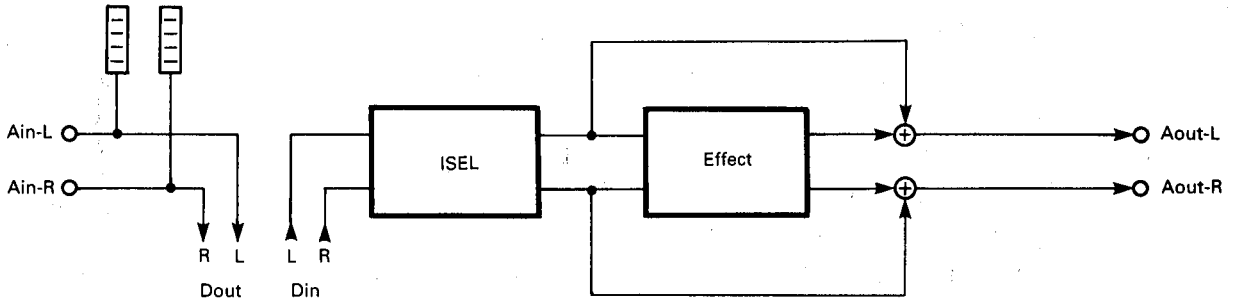 Ain-L
Ain-R
R L
Dout
L R
Din
ISEL
Effect
Aout-L
Aout-R